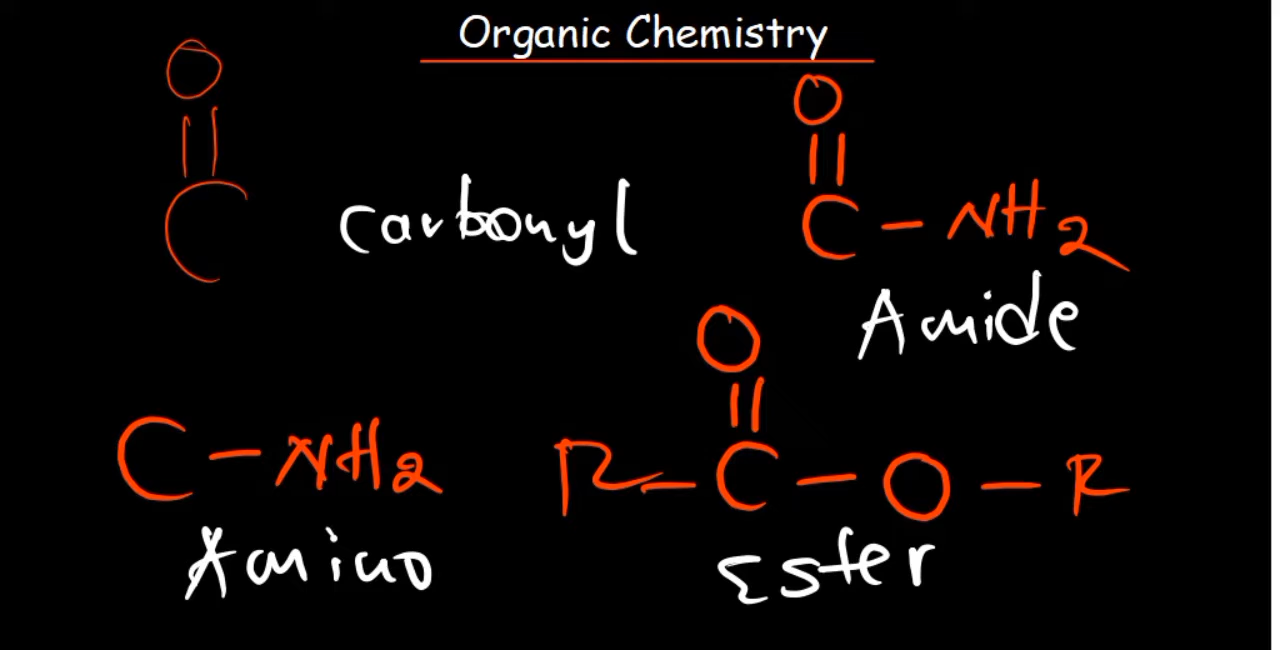 Organic Chemistry
O
||
C
Carbonyl
O
||
C - NH2
Amide
C - NH2
Amino
O
||
R - C - O - R
Ester